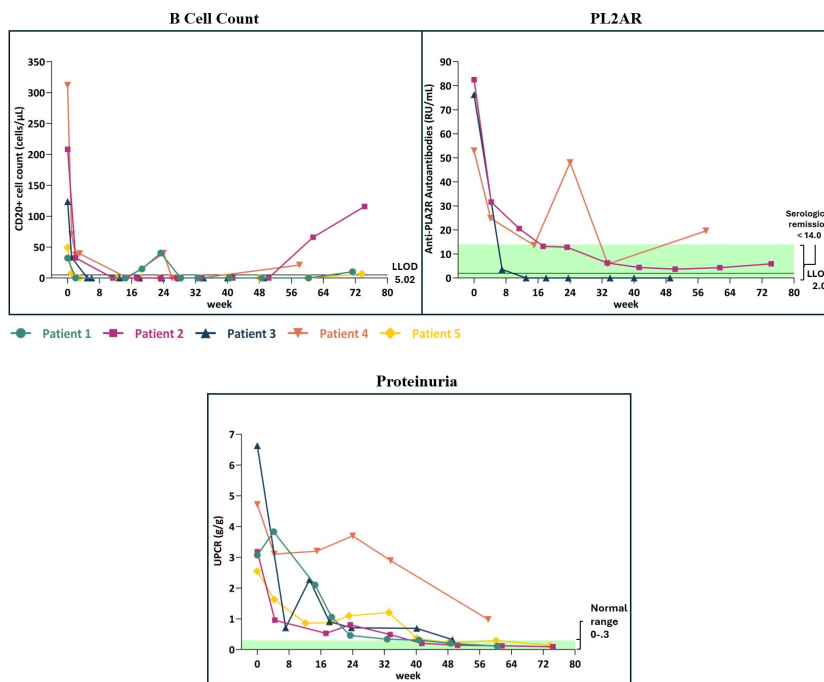 B Cell Count
PL2AR
350
300
250
200
150
100
50
0
CD20+ cell count (cells/μL)
0 8 16 24 32 40 48 56 64 72 80
week
LLOD
5.02
90
80
70
60
50
40
30
20
10
0
Anti-PLA2R Autoantibodies (RU/mL)
0 8 16 24 32 40 48 56 64 72 80
week
Serologic
remission
< 14.0
2.0
Patient 1 Patient 2 Patient 3 Patient 4 Patient 5
Proteinuria
7
6
5
4
3
2
1
0
UPCR (g/g)
0 8 16 24 32 40 48 56 64 72 80
week
Normal
range
0-.3